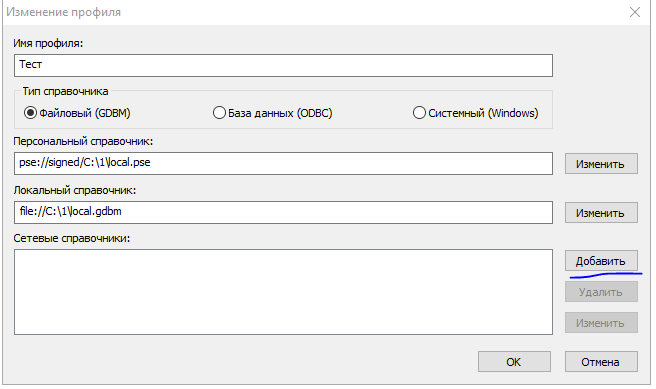 Изменение профиля
Имя профиля:
Тест
Тип справочника
Файловый (GDBM) База данных (ODBC) Системный (Windows)
Персональный справочник:
pse://signed/C:\1\local.pse Изменить
Локальный справочник:
file://C:\1\local.gdbm Изменить
Сетевые справочники:
Добавить
Удалить
Изменить
OK Отмена